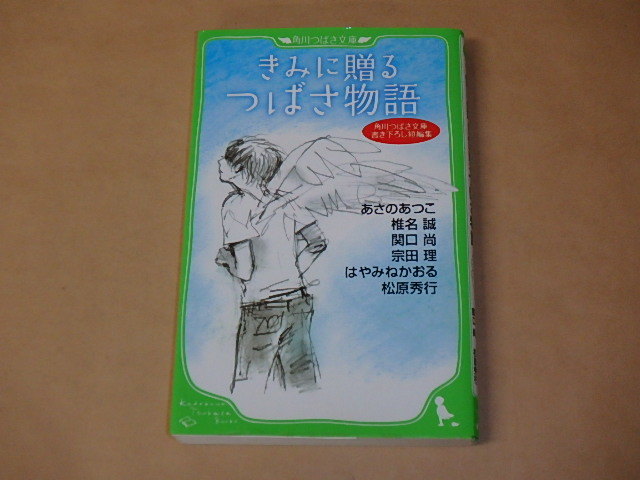 角川つばさ文庫
きみに贈る
つばさ物語
角川つばさ文庫
書き下ろし短編集
あさのあつこ
椎名 誠
関口 尚
宗田 理
はやみねかおる
松原秀行
Kadokawa
Tsubasa
Bunko